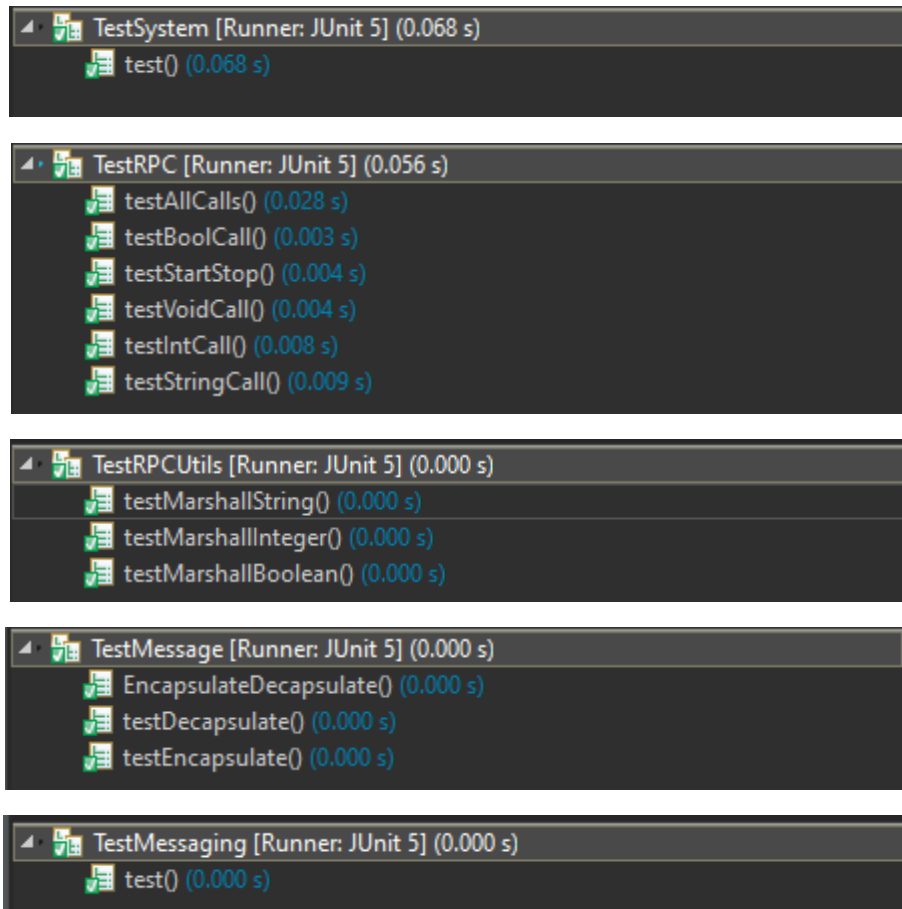 TestSystem [Runner: JUnit 5] (0.068 s)
test() (0.068 s)
TestRPC [Runner: JUnit 5] (0.056 s)
testAllCalls() (0.028 s)
testBoolCall() (0.003 s)
testStartStop() (0.004 s)
testVoidCall() (0.004 s)
testIntCall() (0.008 s)
testStringCall() (0.009 s)
TestRPCUtils [Runner: JUnit 5] (0.000 s)
testMarshallString() (0.000 s)
testMarshallInteger() (0.000 s)
testMarshallBoolean() (0.000 s)
TestMessage [Runner: JUnit 5] (0.000 s)
EncapsulateDecapsulate() (0.000 s)
testDecapsulate() (0.000 s)
testEncapsulate() (0.000 s)
TestMessaging [Runner: JUnit 5] (0.000 s)
test() (0.000 s)